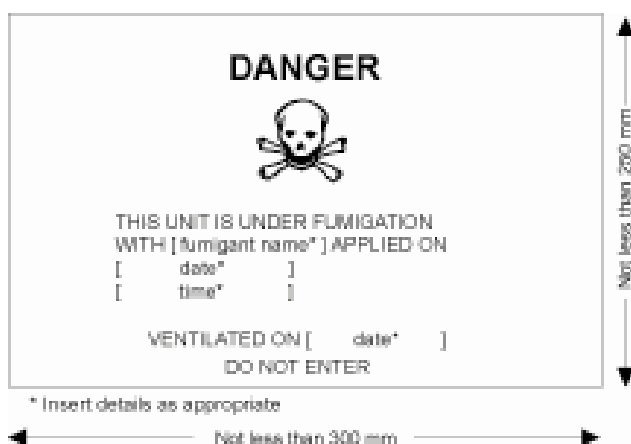 DANGER
THIS UNIT IS UNDER FUMIGATION
WITH [ fumigant name* ] APPLIED ON
[ date* ]
[ time* ]
VENTILATED ON [ date* ]
DO NOT ENTER
* Insert details as appropriate
Not less than 300 mm
Not less than 250 mm